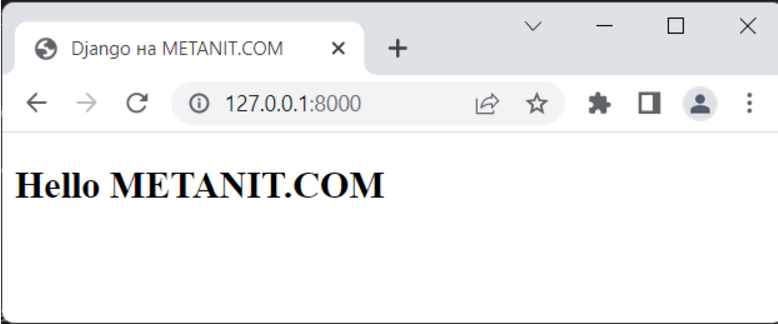 Django на METANIT.COM
127.0.0.1:8000
Hello METANIT.COM